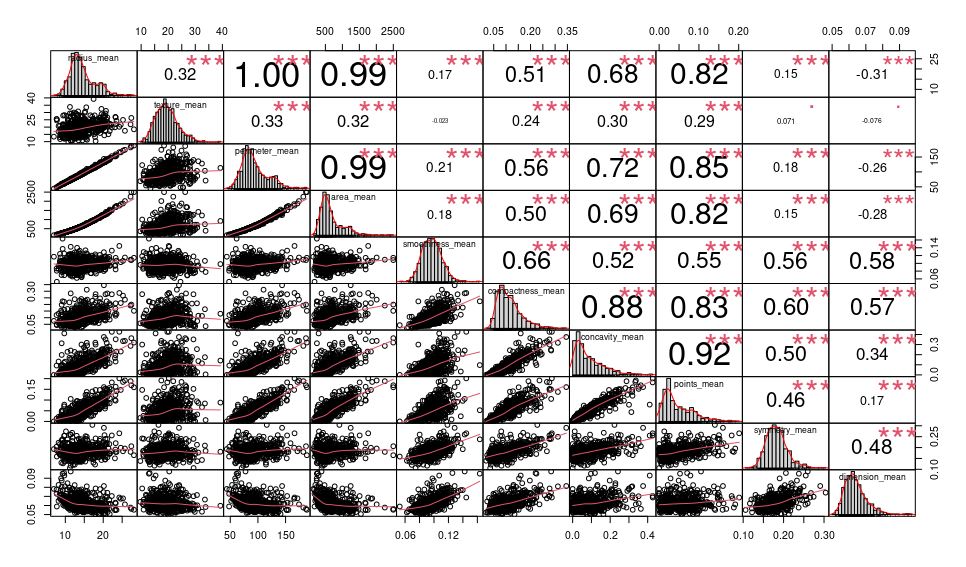 10 20 30 40 500 1500 2500 0.05 0.20 0.35 0.00 0.10 0.20 0.05 0.07 0.09
radius_mean 0.32 *** 1.00 *** 0.99 *** 0.17 *** 0.51 *** 0.68 *** 0.82 *** 0.15 *** -0.31 *** 10 25
10 25 40 texture_mean 0.33 *** 0.32 *** -0.023 0.24 *** 0.30 *** 0.29 *** 0.071 . -0.076 .
perimeter_mean 0.99 *** 0.21 *** 0.56 *** 0.72 *** 0.85 *** 0.18 *** -0.26 *** 50 150
500 2500 area_mean 0.18 *** 0.50 *** 0.69 *** 0.82 *** 0.15 *** -0.28 ***
smoothness_mean 0.66 *** 0.52 *** 0.55 *** 0.56 *** 0.58 *** 0.06 0.14
0.05 0.30 compactness_mean 0.88 *** 0.83 *** 0.60 *** 0.57 ***
concavity_mean 0.92 *** 0.50 *** 0.34 *** 0.0 0.3
0.00 0.15 points_mean 0.46 *** 0.17 ***
symmetry_mean 0.48 *** 0.10 0.25
0.05 0.09 dimension_mean
10 20 50 100 150 0.06 0.12 0.0 0.2 0.4 0.10 0.20 0.30